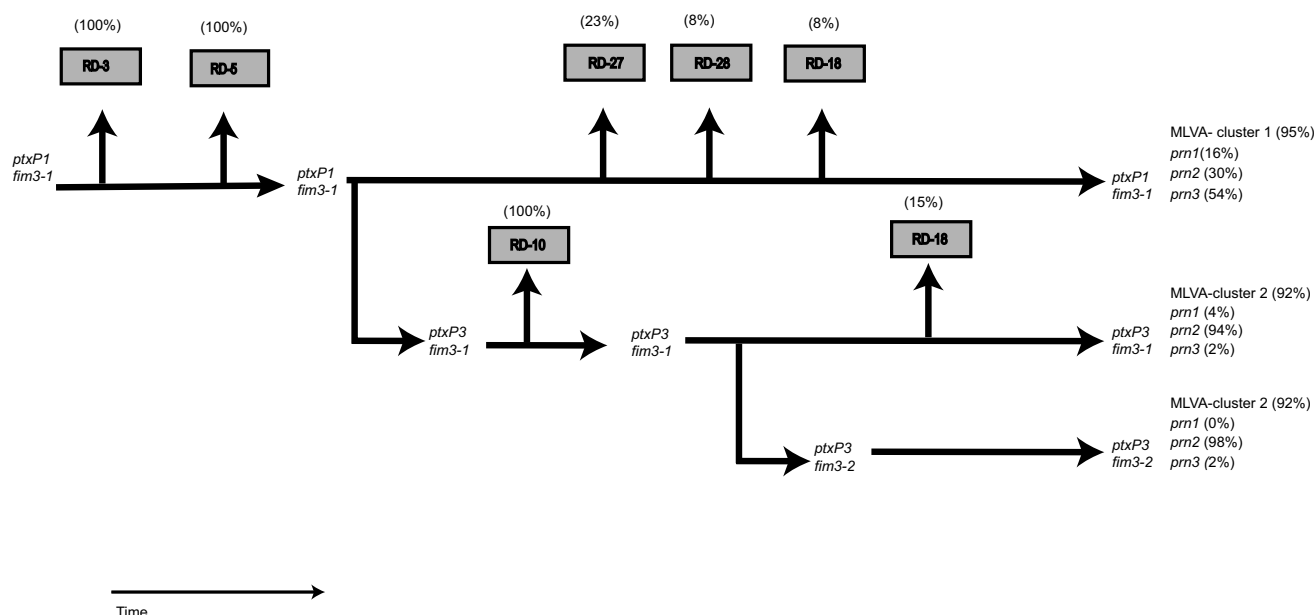 (100%)
(100%)
(23%)
(8%)
(8%)
RD-3
RD-5
RD-27
RD-28
RD-18
ptxP1
fim3-1
ptxP1
fim3-1
ptxP1
fim3-1
MLVA- cluster 1 (95%)
prn1(16%)
prn2 (30%)
prn3 (54%)
(100%)
RD-10
(15%)
RD-18
ptxP3
fim3-1
ptxP3
fim3-1
ptxP3
fim3-1
MLVA-cluster 2 (92%)
prn1 (4%)
prn2 (94%)
prn3 (2%)
ptxP3
fim3-2
ptxP3
fim3-2
MLVA-cluster 2 (92%)
prn1 (0%)
prn2 (98%)
prn3 (2%)
Time